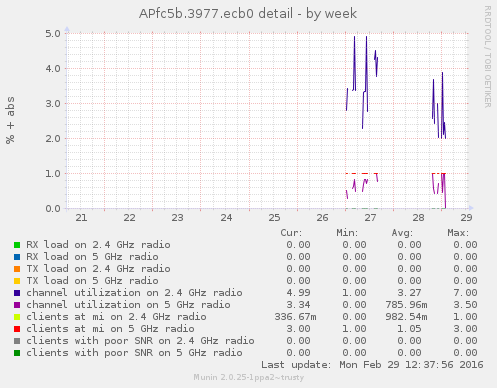 APfc5b.3977.ecb0 detail - by week
RRDTOOL / TOBI OETIKER
% + abs
5.0
4.0
3.0
2.0
1.0
0.0
21 22 23 24 25 26 27 28 29
Cur: Min: Avg: Max:
RX load on 2.4 GHz radio 0.00 0.00 0.00 0.00
RX load on 5 GHz radio 0.00 0.00 0.00 0.00
TX load on 2.4 GHz radio 0.00 0.00 0.00 0.00
TX load on 5 GHz radio 0.00 0.00 0.00 0.00
channel utilization on 2.4 GHz radio 4.99 1.00 3.27 7.00
channel utilization on 5 GHz radio 3.34 0.00 785.96m 3.50
clients at mi on 2.4 GHz radio 336.67m 0.00 982.54m 1.00
clients at mi on 5 GHz radio 3.00 1.00 1.05 3.00
clients with poor SNR on 2.4 GHz radio 0.00 0.00 0.00 0.00
clients with poor SNR on 5 GHz radio 0.00 0.00 0.00 0.00
Last update: Mon Feb 29 12:37:56 2016
Munin 2.0.25-1ppa2~trusty